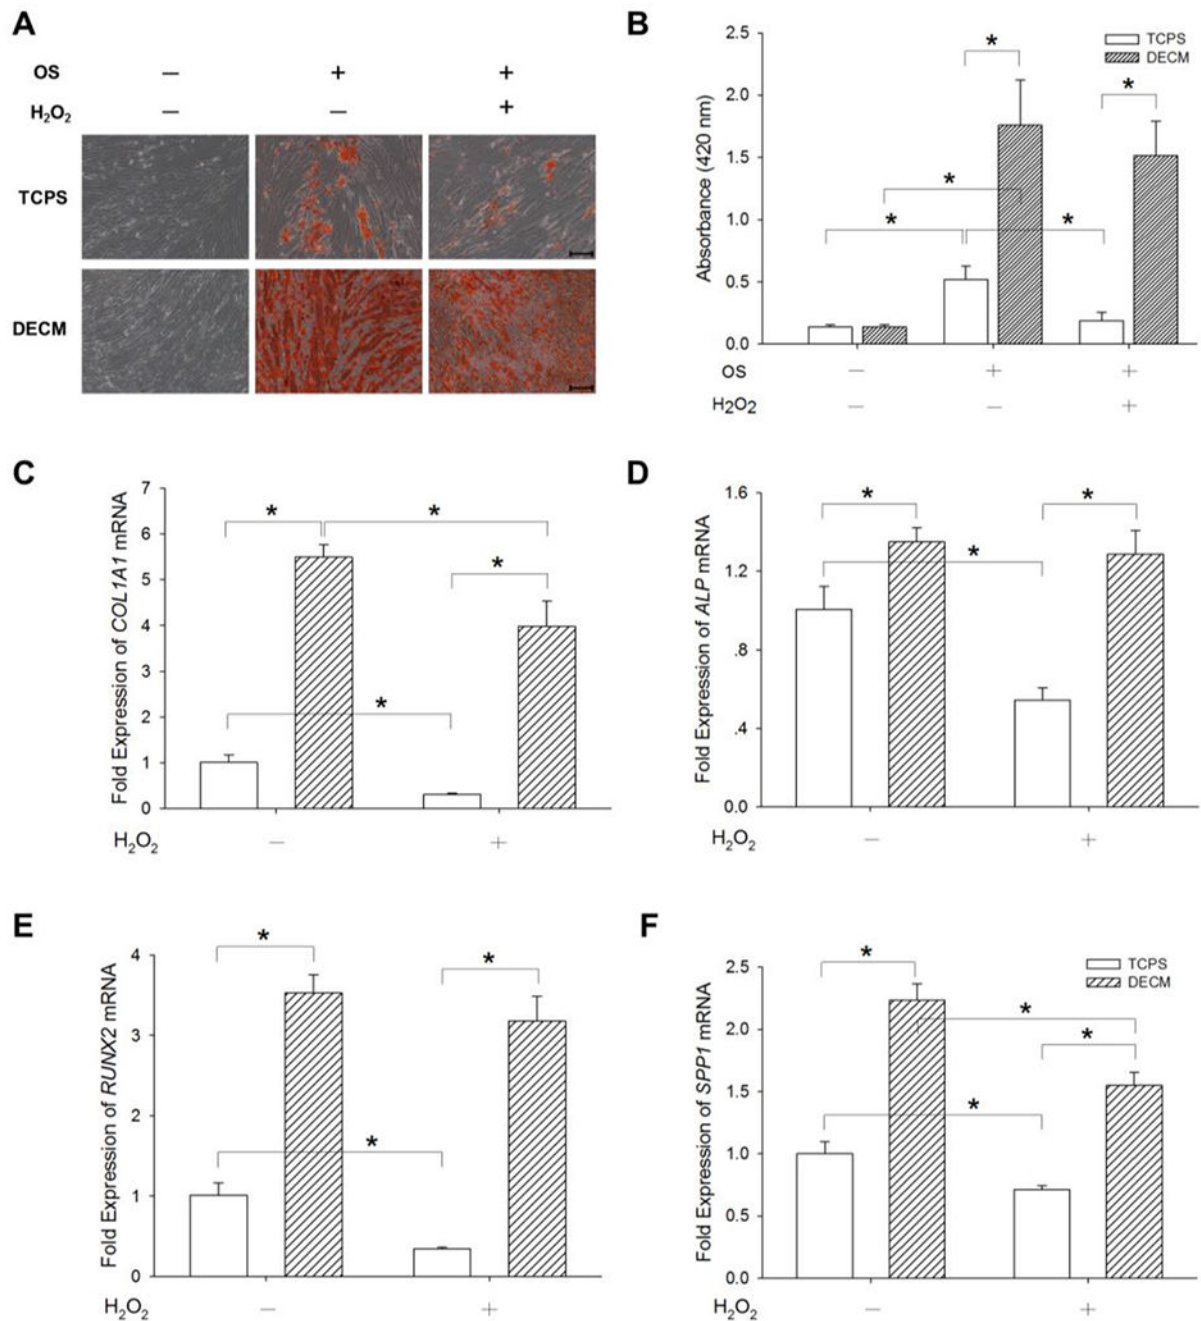 A
OS — + +
H₂O₂ — — +
TCPS
DECM
B
2.5
2.0
1.5
1.0
0.5
0.0
Absorbance (420 nm)
TCPS
DECM
* * * * *
OS — + +
H₂O₂ — — +
C
7
6
5
4
3
2
1
0
Fold Expression of COL1A1 mRNA
* * * *
H₂O₂ — +
D
1.6
1.2
.8
.4
0.0
Fold Expression of ALP mRNA
* * *
H₂O₂ — +
E
4
3
2
1
0
Fold Expression of RUNX2 mRNA
* * *
H₂O₂ — +
F
2.5
2.0
1.5
1.0
0.5
0.0
Fold Expression of SPP1 mRNA
TCPS
DECM
* * * *
H₂O₂ — +